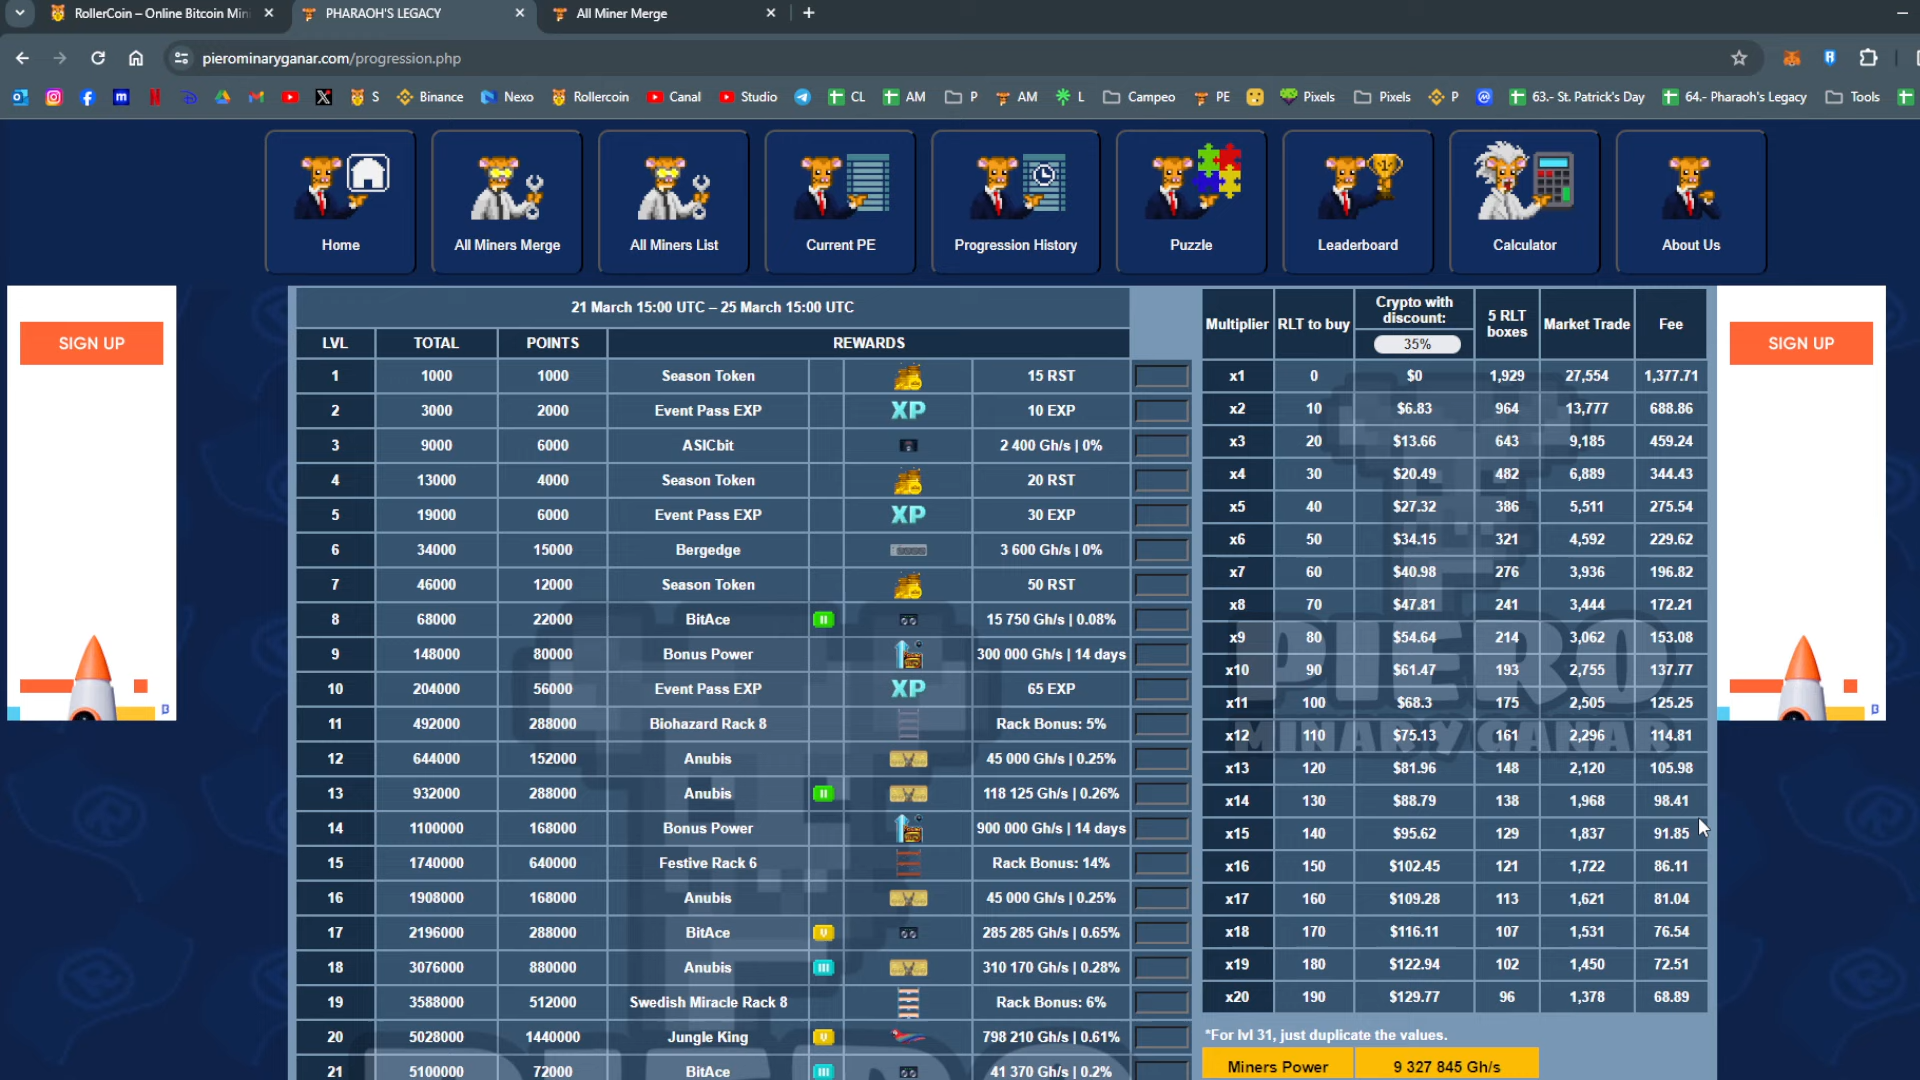 RollerCoin – Online Bitcoin Min
PHARAOH'S LEGACY
All Miner Merge
pierominaryganar.com/progression.php
S
Binance
Nexo
Rollercoin
Canal
Studio
CL
AM
P
AM
L
Campeo
PE
Pixels
Pixels
P
63.- St. Patrick's Day
64.- Pharaoh's Legacy
Tools
Home
All Miners Merge
All Miners List
Current PE
Progression History
Puzzle
Leaderboard
Calculator
About Us
SIGN UP
21 March 15:00 UTC – 25 March 15:00 UTC
LVL TOTAL POINTS REWARDS
1 1000 1000 Season Token 15 RST
2 3000 2000 Event Pass EXP XP 10 EXP
3 9000 6000 ASICbit 2 400 Gh/s | 0%
4 13000 4000 Season Token 20 RST
5 19000 6000 Event Pass EXP XP 30 EXP
6 34000 15000 Bergedge 3 600 Gh/s | 0%
7 46000 12000 Season Token 50 RST
8 68000 22000 BitAce II 15 750 Gh/s | 0.08%
9 148000 80000 Bonus Power 300 000 Gh/s | 14 days
10 204000 56000 Event Pass EXP XP 65 EXP
11 492000 288000 Biohazard Rack 8 Rack Bonus: 5%
12 644000 152000 Anubis 45 000 Gh/s | 0.25%
13 932000 288000 Anubis II 118 125 Gh/s | 0.26%
14 1100000 168000 Bonus Power 900 000 Gh/s | 14 days
15 1740000 640000 Festive Rack 6 Rack Bonus: 14%
16 1908000 168000 Anubis 45 000 Gh/s | 0.25%
17 2196000 288000 BitAce V 285 285 Gh/s | 0.65%
18 3076000 880000 Anubis III 310 170 Gh/s | 0.28%
19 3588000 512000 Swedish Miracle Rack 8 Rack Bonus: 6%
20 5028000 1440000 Jungle King V 798 210 Gh/s | 0.61%
21 5100000 72000 BitAce III 41 370 Gh/s | 0.2%
Multiplier RLT to buy Crypto with discount: 35% 5 RLT boxes Market Trade Fee
x1 0 $0 1,929 27,554 1,377.71
x2 10 $6.83 964 13,777 688.86
x3 20 $13.66 643 9,185 459.24
x4 30 $20.49 482 6,889 344.43
x5 40 $27.32 386 5,511 275.54
x6 50 $34.15 321 4,592 229.62
x7 60 $40.98 276 3,936 196.82
x8 70 $47.81 241 3,444 172.21
x9 80 $54.64 214 3,062 153.08
x10 90 $61.47 193 2,755 137.77
x11 100 $68.3 175 2,505 125.25
x12 110 $75.13 161 2,296 114.81
x13 120 $81.96 148 2,120 105.98
x14 130 $88.79 138 1,968 98.41
x15 140 $95.62 129 1,837 91.85
x16 150 $102.45 121 1,722 86.11
x17 160 $109.28 113 1,621 81.04
x18 170 $116.11 107 1,531 76.54
x19 180 $122.94 102 1,450 72.51
x20 190 $129.77 96 1,378 68.89
*For lvl 31, just duplicate the values.
Miners Power 9 327 845 Gh/s
PIERO
MINAR Y GANAR
SIGN UP